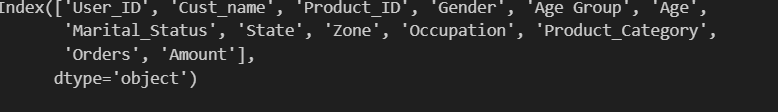 Index(['User_ID', 'Cust_name', 'Product_ID', 'Gender', 'Age Group', 'Age',
       'Marital_Status', 'State', 'Zone', 'Occupation', 'Product_Category',
       'Orders', 'Amount'],
      dtype='object')